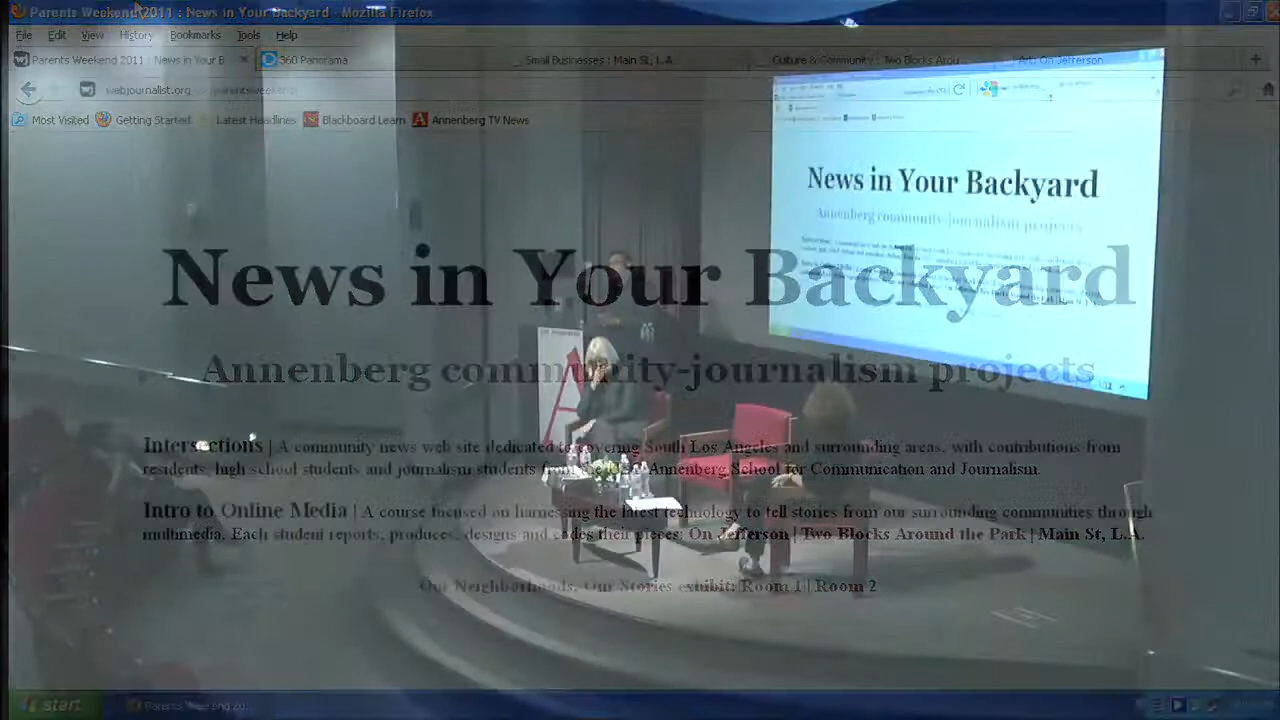 Parents Weekend 2011 : News in Your Backyard - Mozilla Firefox
File Edit View History Bookmarks Tools Help
Parents Weekend 2011 : News in Your B
360 Panorama
Small Businesses : Main St, L.A
Culture & Community : Two Blocks Arou
Art: On Jefferson
webjournalist.org
Most Visited Getting Started Latest Headlines Blackboard Learn Annenberg TV News
News in Your Backyard
Annenberg community-journalism projects
News in Your Backyard
Annenberg community-journalism projects
Intersections | A community news web site dedicated to covering South Los Angeles and surrounding areas, with contributions from
residents, high school students and journalism students from the Annenberg School for Communication and Journalism.
Intro to Online Media | A course focused on harnessing the latest technology to tell stories from our surrounding communities through
multimedia. Each student reports, produces, designs and codes their pieces: On Jefferson | Two Blocks Around the Park | Main St, L.A.
Our Neighborhoods, Our Stories exhibit: Room 1 | Room 2
A
start